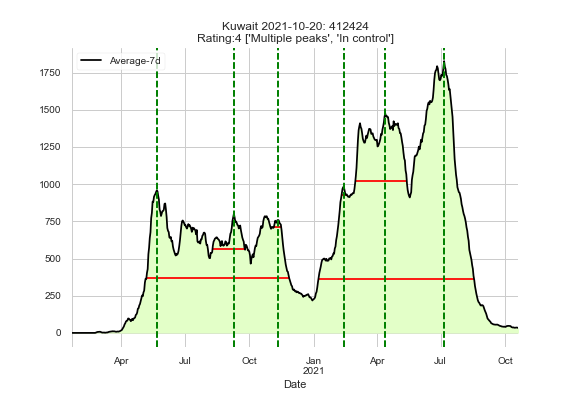 Kuwait 2021-10-20: 412424
Rating:4 ['Multiple peaks', 'In control']
Average-7d
1750
1500
1250
1000
750
500
250
0
Apr
Jul
Oct
Jan
2021
Apr
Jul
Oct
Date